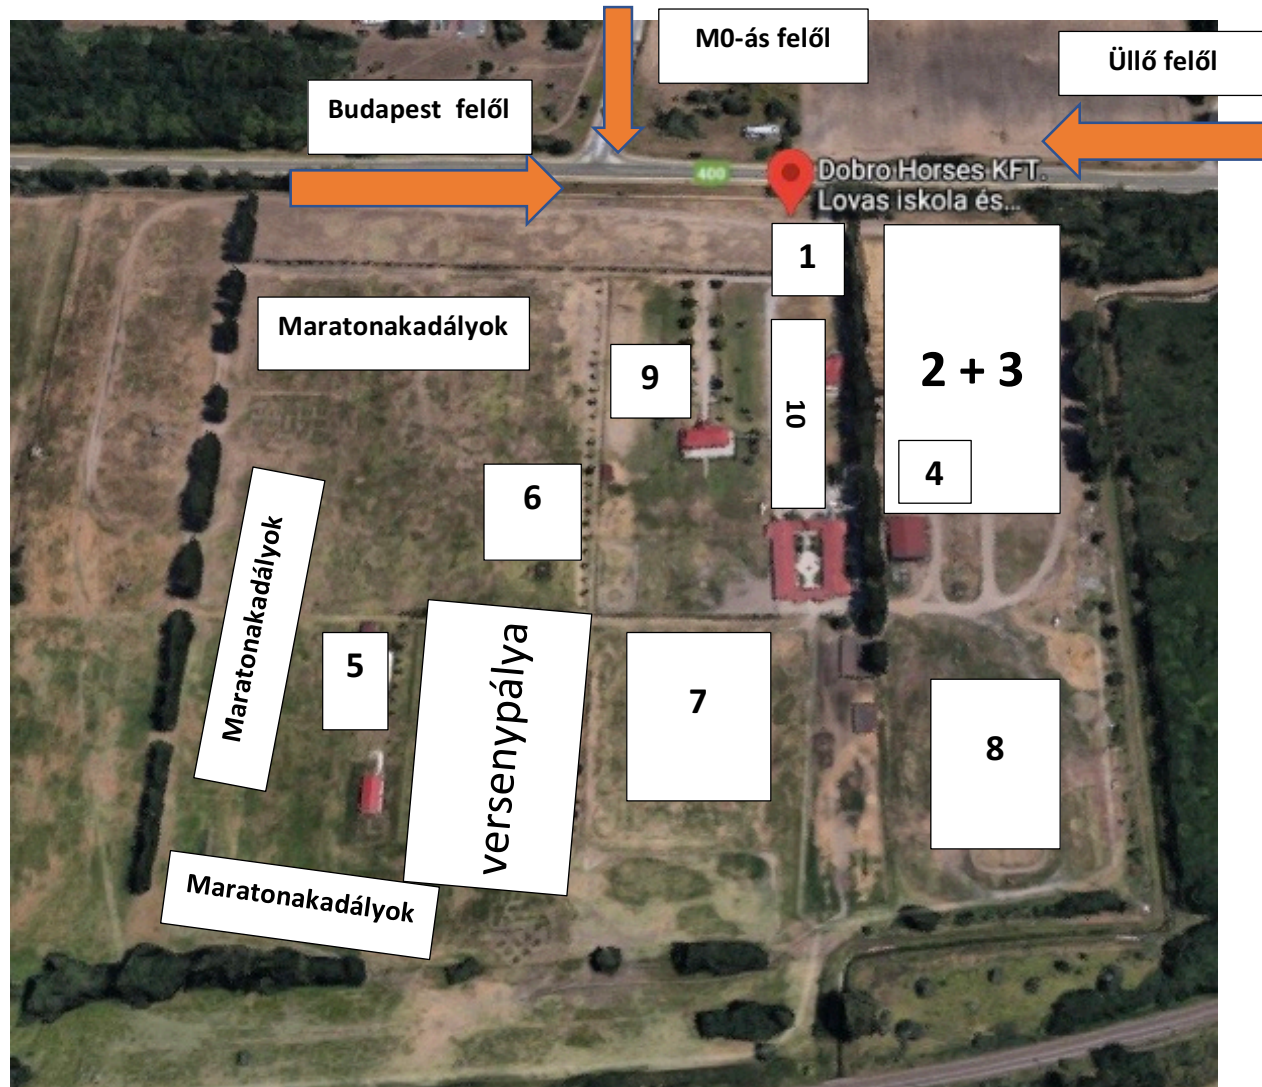 M0-ás felől
Üllő felől
Budapest felől
400
Dobro Horses KFT.
Lovas iskola és...
1
2 + 3
Maratonakadályok
9
10
4
6
Maratonakadályok
5
versenypálya
7
8
Maratonakadályok